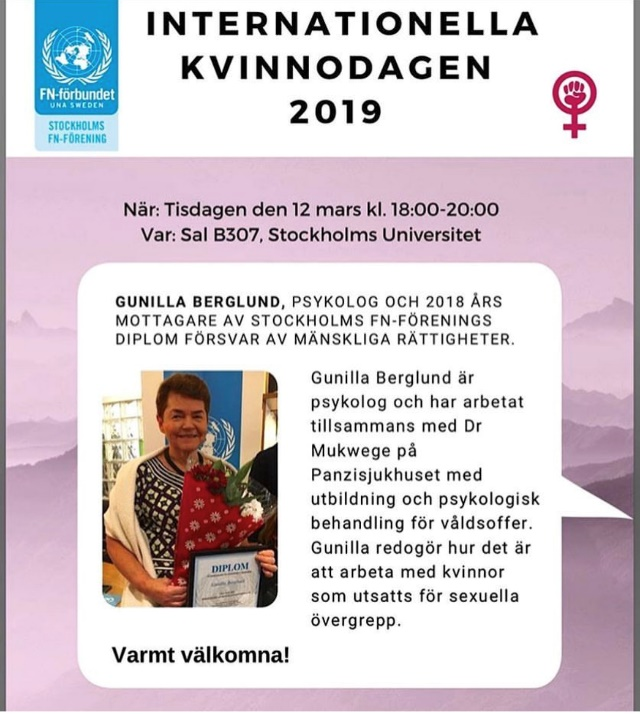 INTERNATIONELLA
KVINNODAGEN
2019
FN-förbundet
UNA SWEDEN
STOCKHOLMS
FN-FÖRENING
När: Tisdagen den 12 mars kl. 18:00-20:00
Var: Sal B307, Stockholms Universitet
GUNILLA BERGLUND, PSYKOLOG OCH 2018 ÅRS
MOTTAGARE AV STOCKHOLMS FN-FÖRENINGS
DIPLOM FÖRSVAR AV MÄNSKLIGA RÄTTIGHETER.
Gunilla Berglund är
psykolog och har arbetat
tillsammans med Dr
Mukwege på
Panzisjukhuset med
utbildning och psykologisk
behandling för våldsoffer.
Gunilla redogör hur det är
att arbeta med kvinnor
som utsatts för sexuella
övergrepp.
DIPLOM
Varmt välkomna!